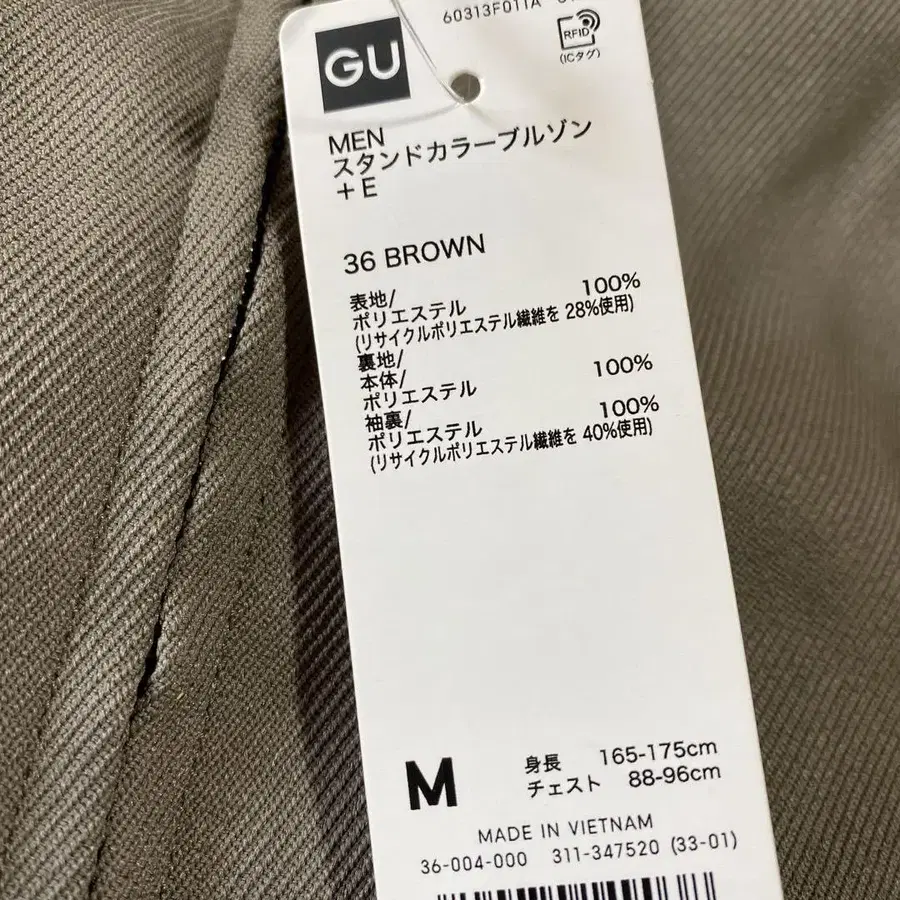 60313F011A
GU
RFID
(ICタグ)
MEN
スタンドカラーブルゾン
+E
36 BROWN
表地/
ポリエステル 100%
(リサイクルポリエステル繊維を 28%使用)
裏地/
本体/
ポリエステル 100%
袖裏/
ポリエステル 100%
(リサイクルポリエステル繊維を 40%使用)
M
身長 165-175cm
チェスト 88-96cm
MADE IN VIETNAM
36-004-000 311-347520 (33-01)